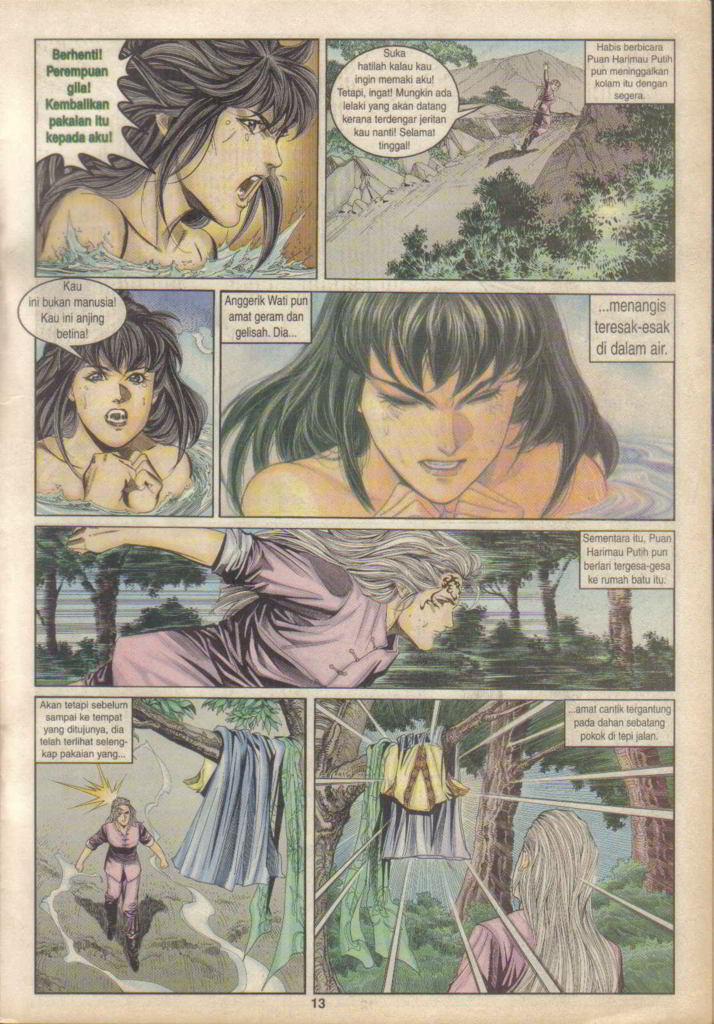 Berhenti!
Perempuan
gila!
Kembalikan
pakaian itu
kepada aku!
Suka
hatilah kalau kau
ingin memaki aku!
Tetapi, ingat! Mungkin ada
lelaki yang akan datang
kerana terdengar jeritan
kau nanti! Selamat
tinggal!
Habis berbicara
Puan Harimau Putih
pun meninggalkan
kolam itu dengan
segera.
Kau
ini bukan manusia!
Kau ini anjing
betina!
Anggerik Wati pun
amat geram dan
gelisah. Dia...
...menangis
teresak-esak
di dalam air.
Sementara itu, Puan
Harimau Putih pun
berlari tergesa-gesa
ke rumah batu itu.
Akan tetapi sebelum
sampai ke tempat
yang ditujunya, dia
telah terlihat seleng-
kap pakaian yang...
...amat cantik tergantung
pada dahan sebatang
pokok di tepi jalan.
13